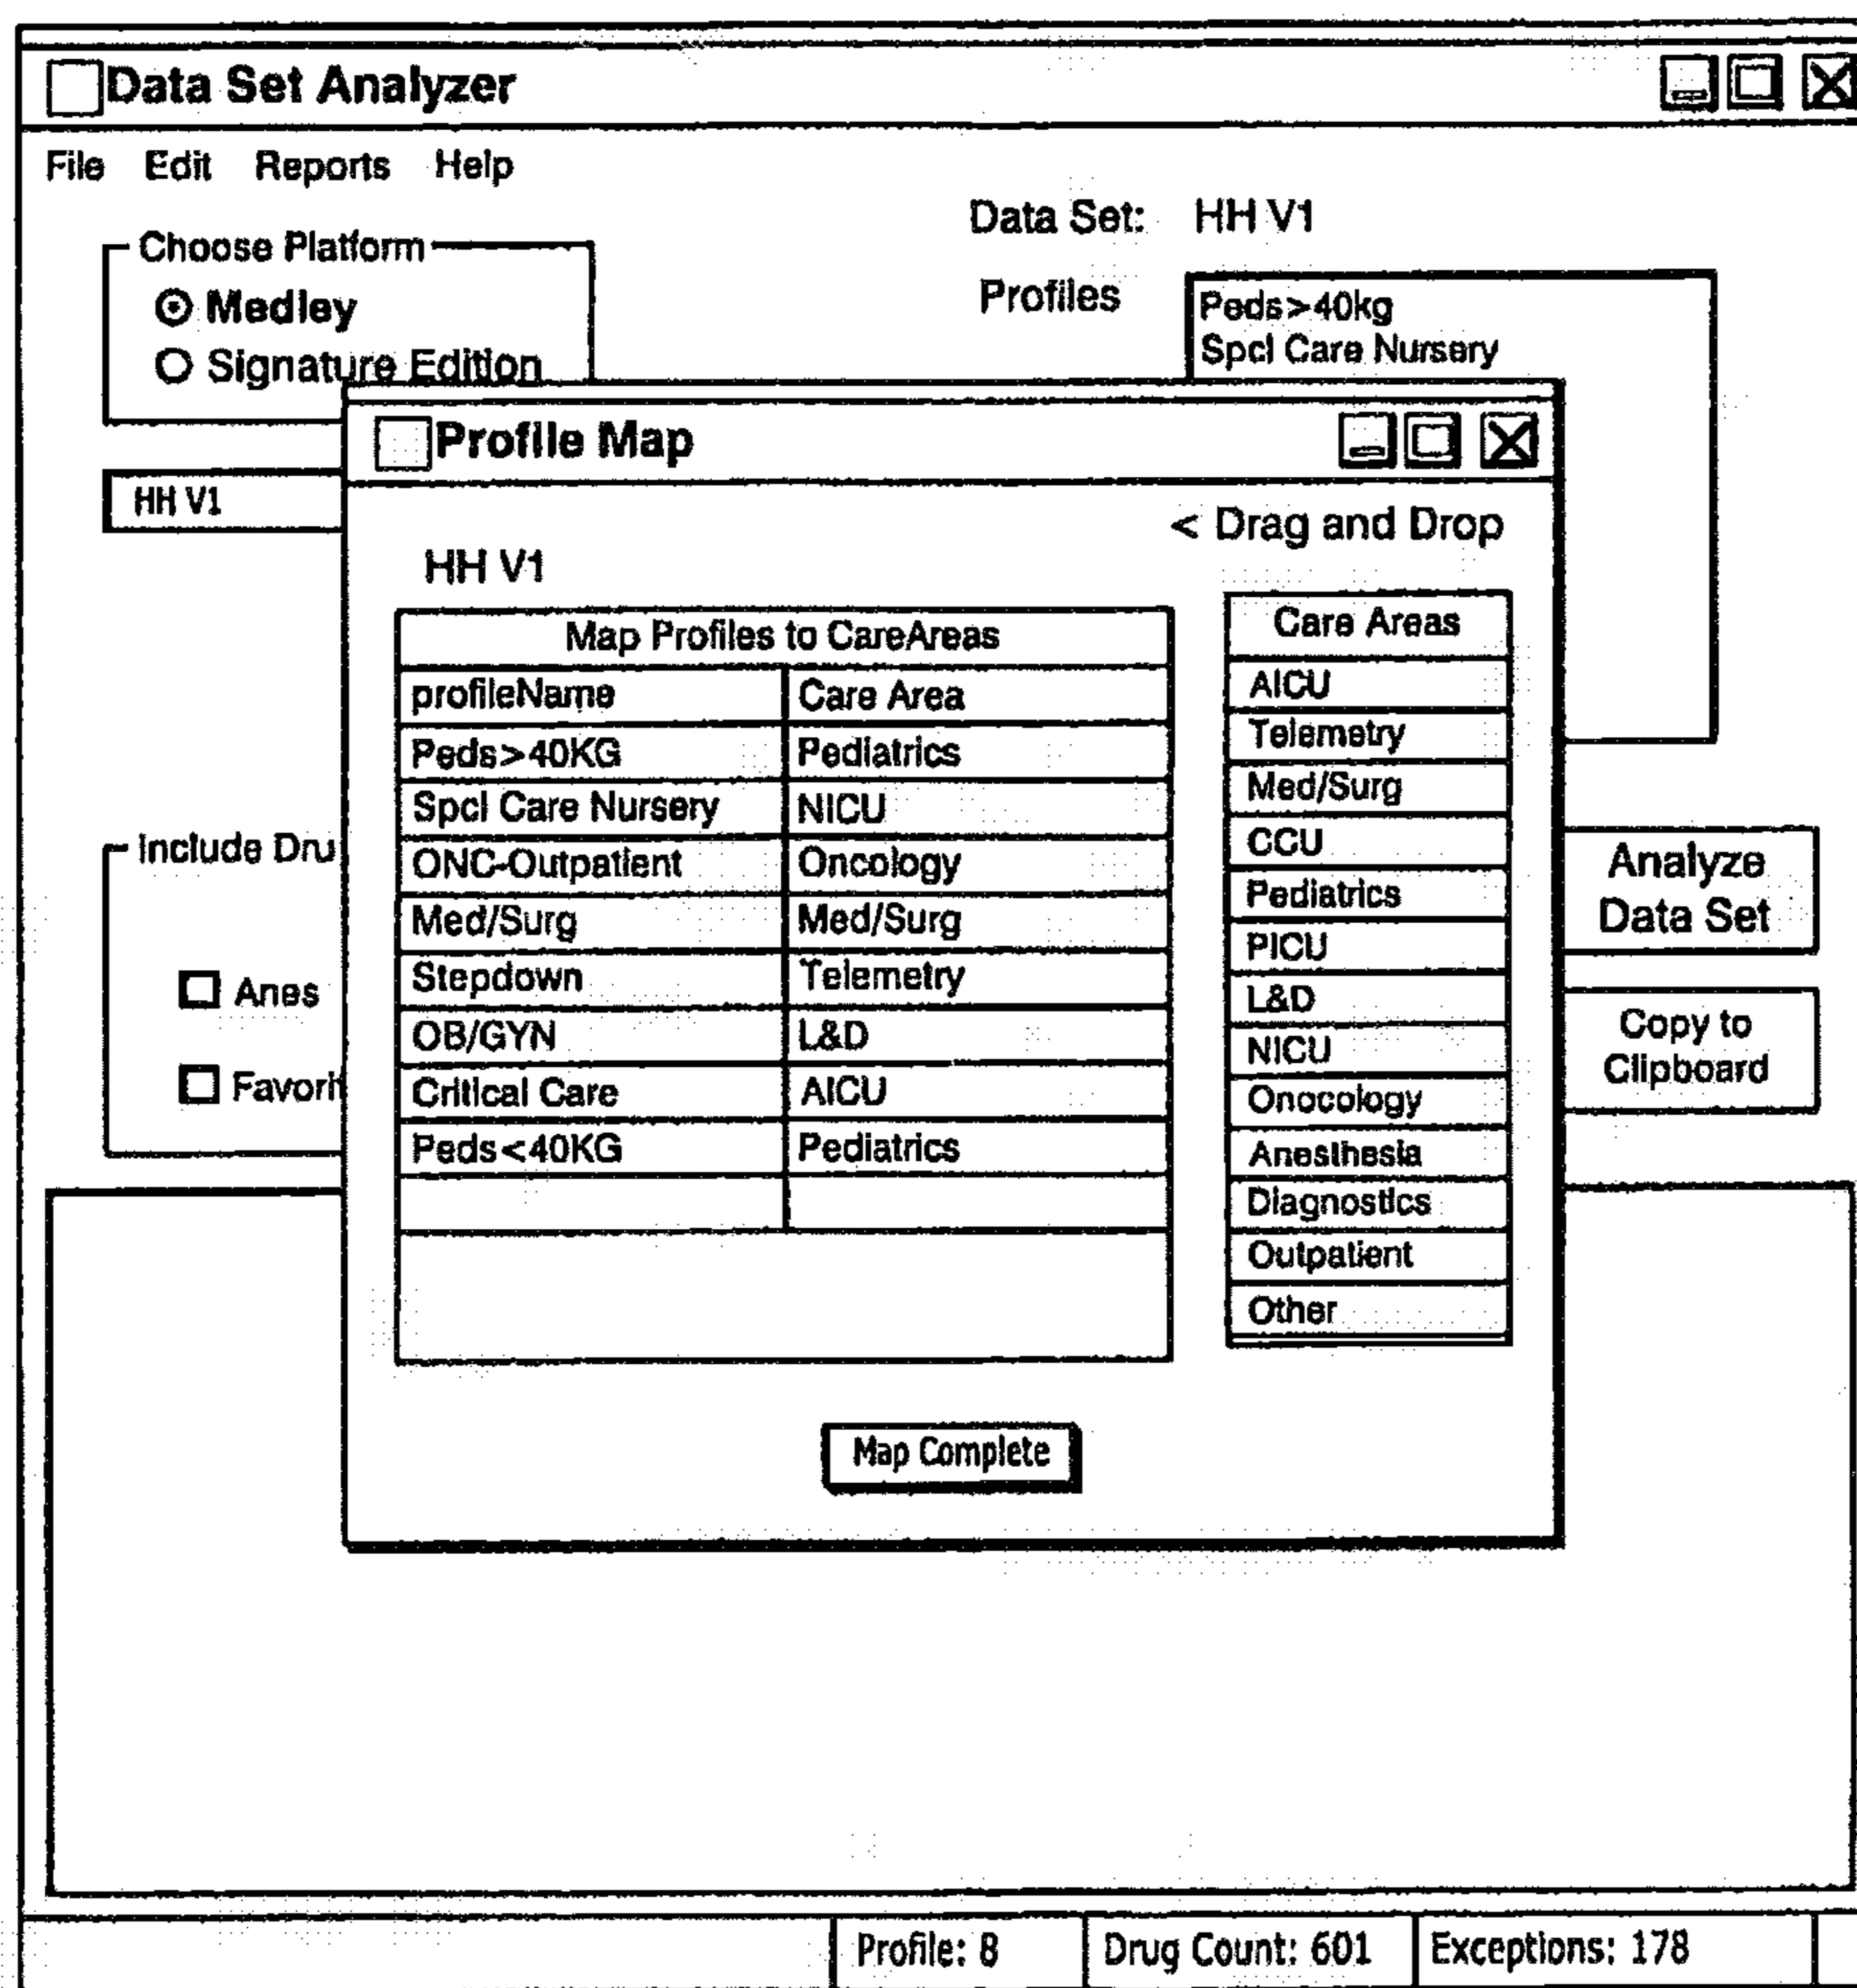 Data Set Analyzer
File Edit Reports Help
Data Set: HH V1
Choose Platform
Medley
Signature Edition
Profiles
Peds>40kg
Spcl Care Nursery
HH V1
Profile Map
< Drag and Drop
HH V1
Map Profiles to CareAreas
profileName Care Area
Peds>40KG Pediatrics
Spcl Care Nursery NICU
ONC-Outpatient Oncology
Med/Surg Med/Surg
Stepdown Telemetry
OB/GYN L&D
Critical Care AICU
Peds<40KG Pediatrics
Care Areas
AICU
Telemetry
Med/Surg
CCU
Pediatrics
PICU
L&D
NICU
Onocology
Anesthesia
Diagnostics
Outpatient
Other
Map Complete
Include Dru
Anes
Favorit
Analyze
Data Set
Copy to
Clipboard
Profile: 8 Drug Count: 601 Exceptions: 178